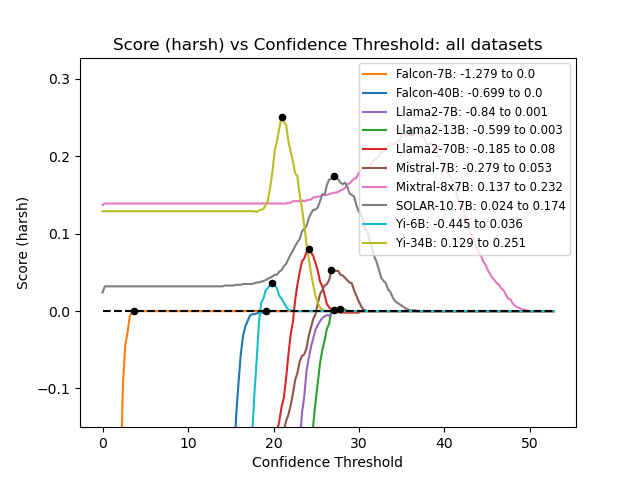 Score (harsh) vs Confidence Threshold: all datasets
Score (harsh)
0.3
0.2
0.1
0.0
−0.1
Falcon-7B: -1.279 to 0.0
Falcon-40B: -0.699 to 0.0
Llama2-7B: -0.84 to 0.001
Llama2-13B: -0.599 to 0.003
Llama2-70B: -0.185 to 0.08
Mistral-7B: -0.279 to 0.053
Mixtral-8x7B: 0.137 to 0.232
SOLAR-10.7B: 0.024 to 0.174
Yi-6B: -0.445 to 0.036
Yi-34B: 0.129 to 0.251
0 10 20 30 40 50
Confidence Threshold